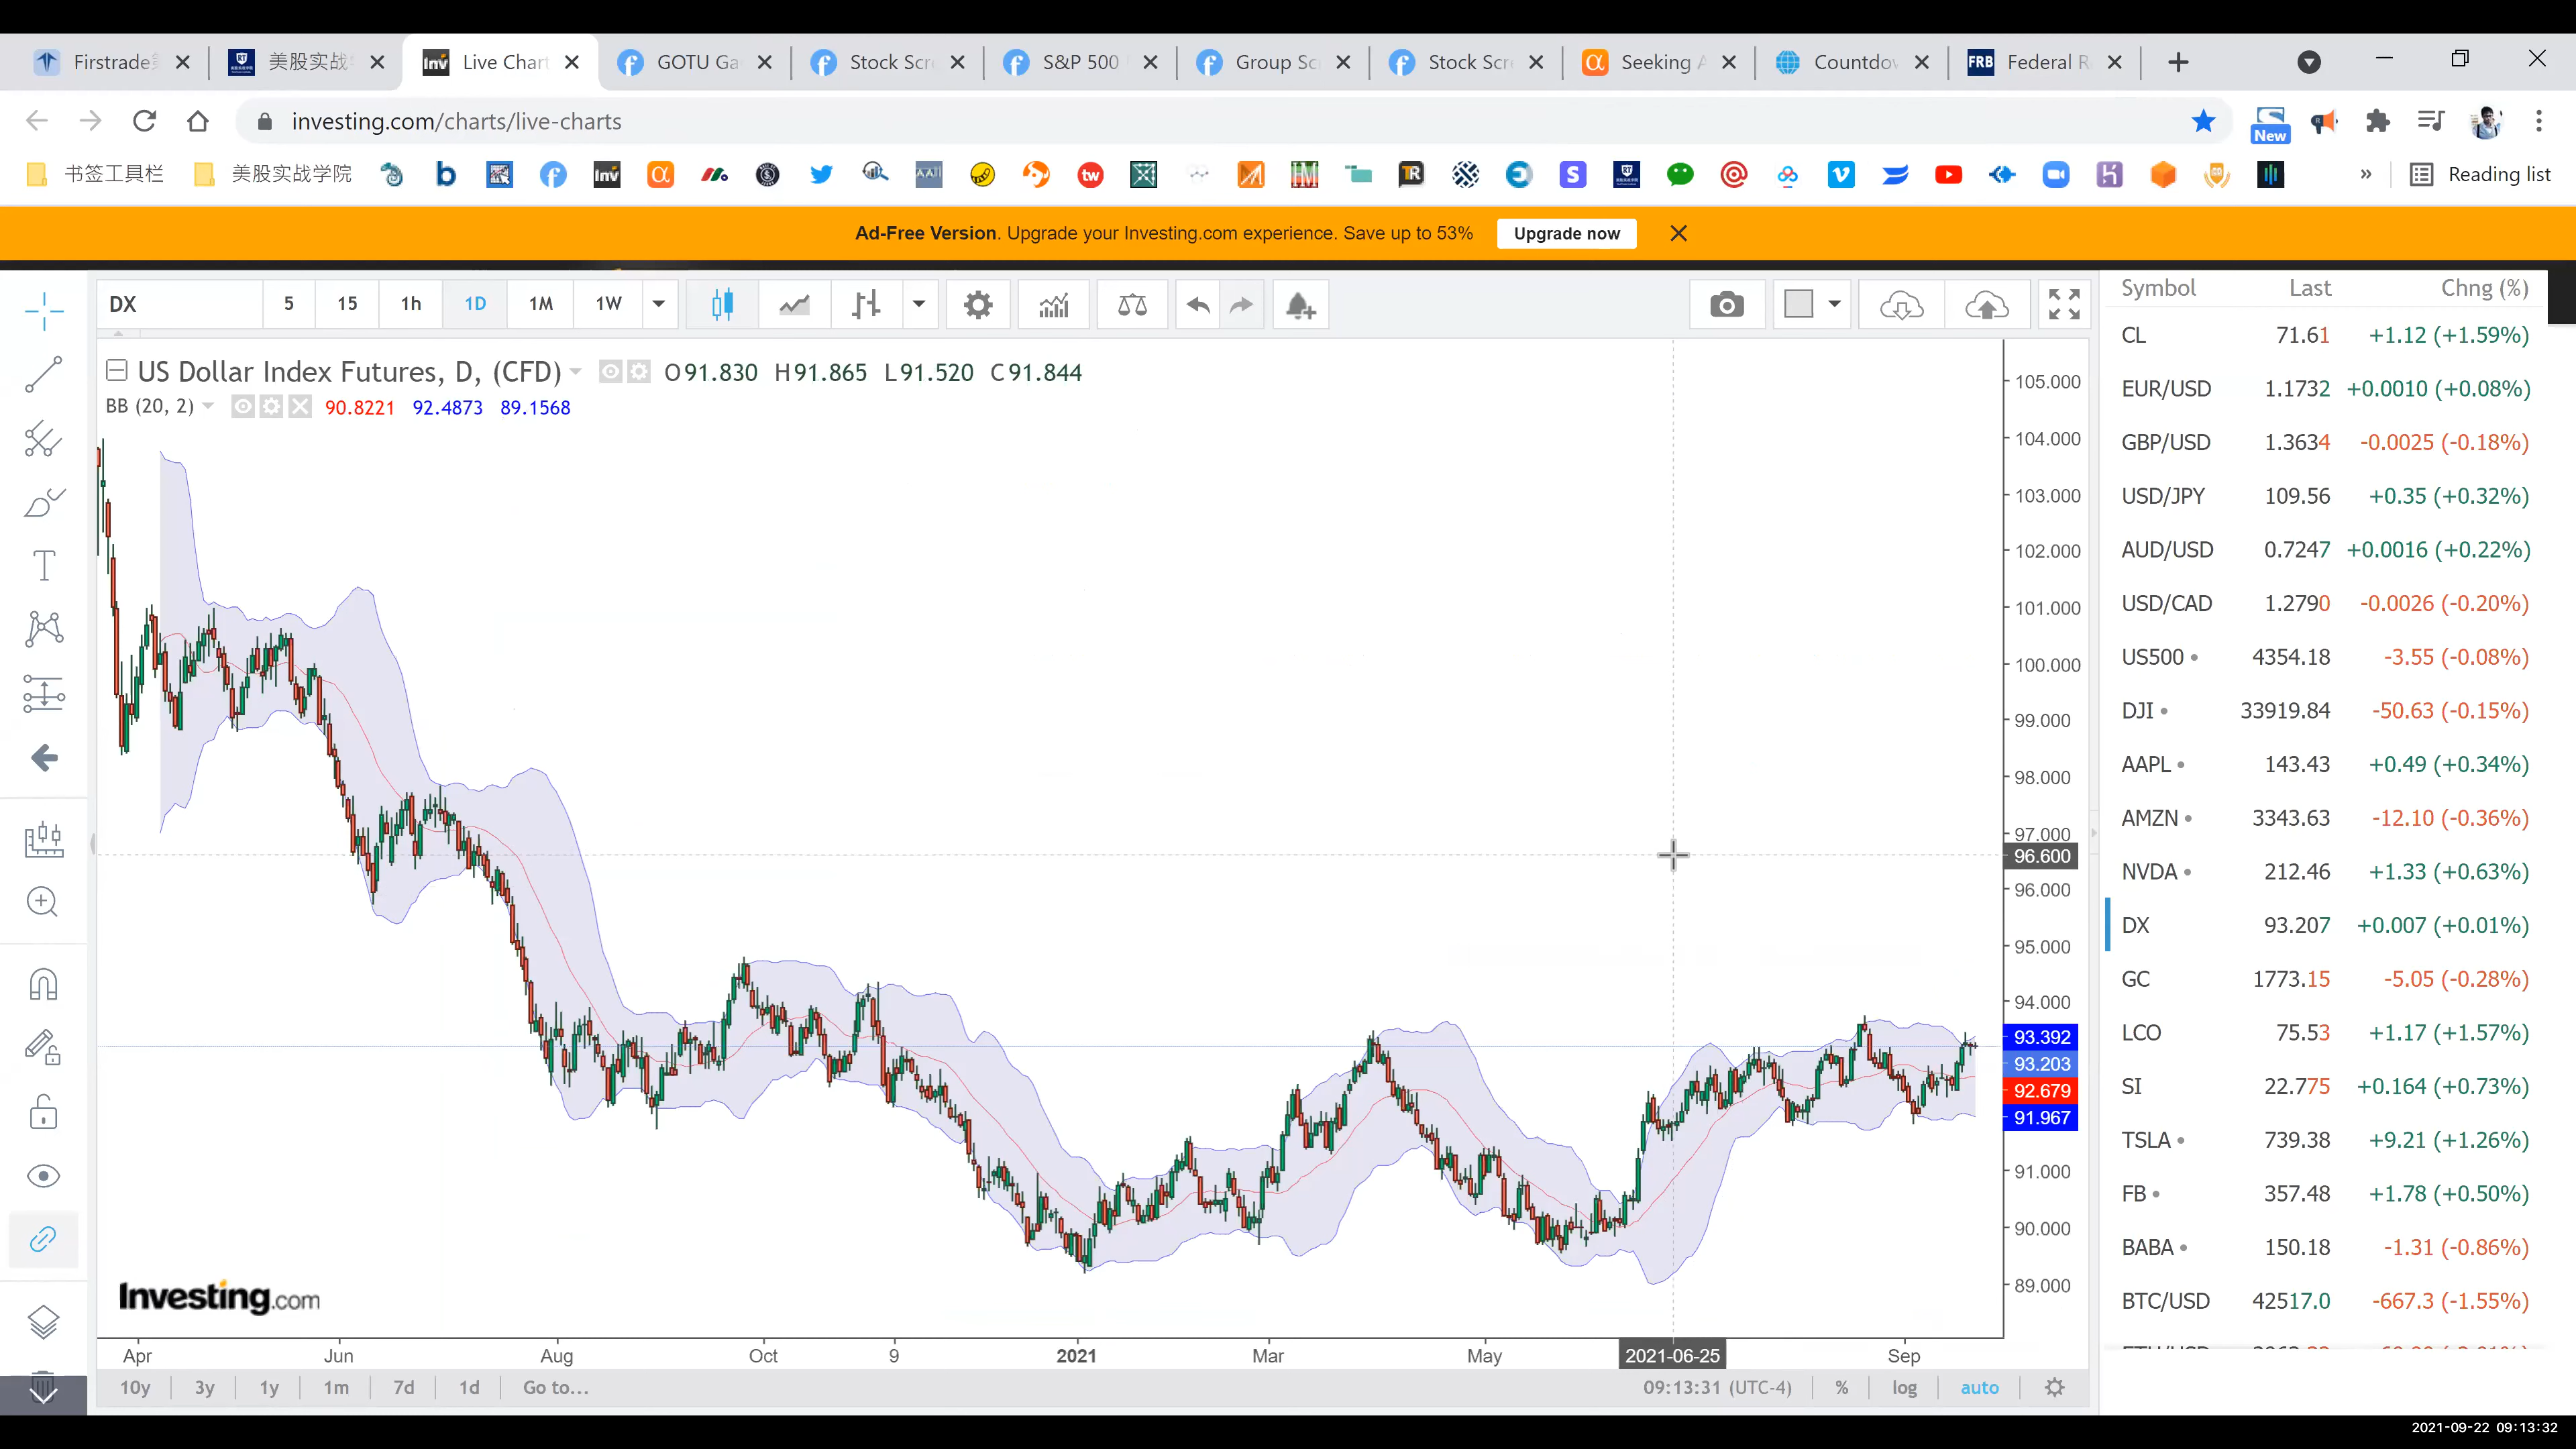 Firstrade 美股实战 Live Chart GOTU Ga Stock Scr S&P 500 Group Sc Stock Scr Seeking A Countdov Federal R
investing.com/charts/live-charts
New
书签工具栏 美股实战学院 Reading list
Ad-Free Version. Upgrade your Investing.com experience. Save up to 53% Upgrade now
DX 5 15 1h 1D 1M 1W
US Dollar Index Futures, D, (CFD) O91.830 H91.865 L91.520 C91.844
BB (20, 2) 90.8221 92.4873 89.1568
105.000
104.000
103.000
102.000
101.000
100.000
99.000
98.000
97.000
96.600
96.000
95.000
94.000
93.392
93.203
92.679
91.967
91.000
90.000
89.000
Investing.com
Apr Jun Aug Oct 9 2021 Mar May 2021-06-25 Sep
10y 3y 1y 1m 7d 1d Go to... 09:13:31 (UTC-4) % log auto
Symbol Last Chng (%)
CL 71.61 +1.12 (+1.59%)
EUR/USD 1.1732 +0.0010 (+0.08%)
GBP/USD 1.3634 -0.0025 (-0.18%)
USD/JPY 109.56 +0.35 (+0.32%)
AUD/USD 0.7247 +0.0016 (+0.22%)
USD/CAD 1.2790 -0.0026 (-0.20%)
US500 4354.18 -3.55 (-0.08%)
DJI 33919.84 -50.63 (-0.15%)
AAPL 143.43 +0.49 (+0.34%)
AMZN 3343.63 -12.10 (-0.36%)
NVDA 212.46 +1.33 (+0.63%)
DX 93.207 +0.007 (+0.01%)
GC 1773.15 -5.05 (-0.28%)
LCO 75.53 +1.17 (+1.57%)
SI 22.775 +0.164 (+0.73%)
TSLA 739.38 +9.21 (+1.26%)
FB 357.48 +1.78 (+0.50%)
BABA 150.18 -1.31 (-0.86%)
BTC/USD 42517.0 -667.3 (-1.55%)
2021-09-22 09:13:32